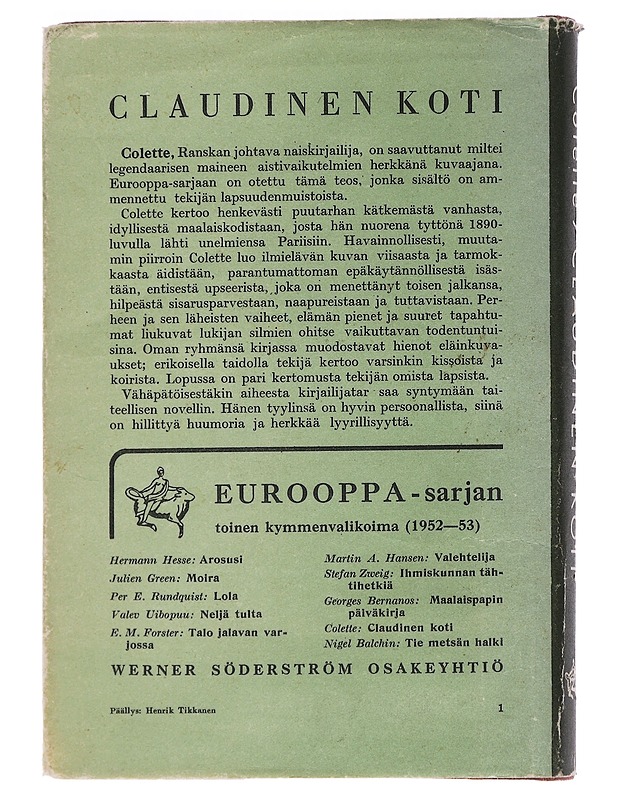 CLAUDINEN KOTI
Colette, Ranskan johtava naiskirjailija, on saavuttanut miltei
legendaarisen maineen aistivaikutelmien herkkänä kuvaajana.
Eurooppa-sarjaan on otettu tämä teos, jonka sisältö on am-
mennettu tekijän lapsuudenmuistoista.
Colette kertoo henkevästi puutarhan kätkemästä vanhasta,
idyllisestä maalaiskodistaan, josta hän nuorena tyttönä 1890-
luvulla lähti unelmiensa Pariisiin. Havainnollisesti, muuta-
min piirroin Colette luo ilmielävän kuvan viisaasta ja tarmok-
kaasta äidistään, parantumattoman epäkäytännöllisestä isäs-
tään, entisestä upseerista, joka on menettänyt toisen jalkansa,
hilpeästä sisarusparvestaan, naapureistaan ja tuttavistaan. Per-
heen ja sen läheisten vaiheet, elämän pienet ja suuret tapahtu-
mat liukuvat lukijan silmien ohitse vaikuttavan todentuntui-
sina. Oman ryhmänsä kirjassa muodostavat hienot eläinkuva-
ukset; erikoisella taidolla tekijä kertoo varsinkin kissoista ja
koirista. Lopussa on pari kertomusta tekijän omista lapsista.
Vähäpätöisestäkin aiheesta kirjailijatar saa syntymään tai-
teellisen novellin. Hänen tyylinsä on hyvin persoonallista, siinä
on hillittyä huumoria ja herkkää lyyrillisyyttä.
EUROOPPA-sarjan
toinen kymmenvalikoima (1952—53)
Hermann Hesse: Arosusi
Julien Green: Moira
Per E. Rundquist: Lola
Valev Uibopuu: Neljä tulta
E. M. Forster: Talo jalavan var-
jossa
Martin A. Hansen: Valehtelija
Stefan Zweig: Ihmiskunnan täh-
tihetkiä
Georges Bernanos: Maalaispapin
päiväkirja
Colette: Claudinen koti
Nigel Balchin: Tie metsän halki
WERNER SÖDERSTRÖM OSAKEYHTIÖ
Päällys: Henrik Tikkanen
1
Colette
CLAUDINEN KOTI